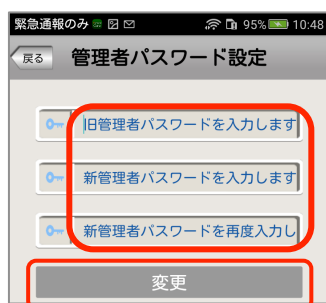 緊急通報のみ 95% 10:48
戻る 管理者パスワード設定
旧管理者パスワードを入力します
新管理者パスワードを入力します
新管理者パスワードを再度入力し
変更